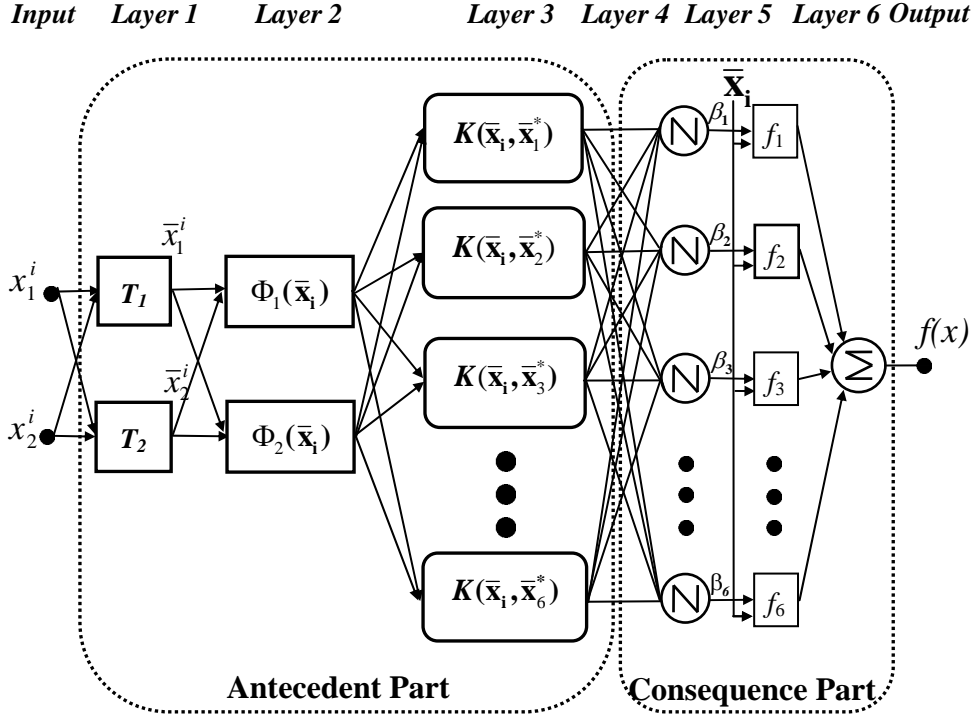 Input Layer 1 Layer 2 Layer 3 Layer 4 Layer 5 Layer 6 Output
x̄ᵢ
K(x̄ᵢ, x̄₁*)
N
β₁
f₁
x̄₁ⁱ
K(x̄ᵢ, x̄₂*)
N
β₂
f₂
x₁ⁱ
T₁
Φ₁(x̄ᵢ)
f(x)
x̄₂ⁱ
K(x̄ᵢ, x̄₃*)
N
β₃
f₃
Σ
x₂ⁱ
T₂
Φ₂(x̄ᵢ)
K(x̄ᵢ, x̄₆*)
N
β₆
f₆
Antecedent Part
Consequence Part